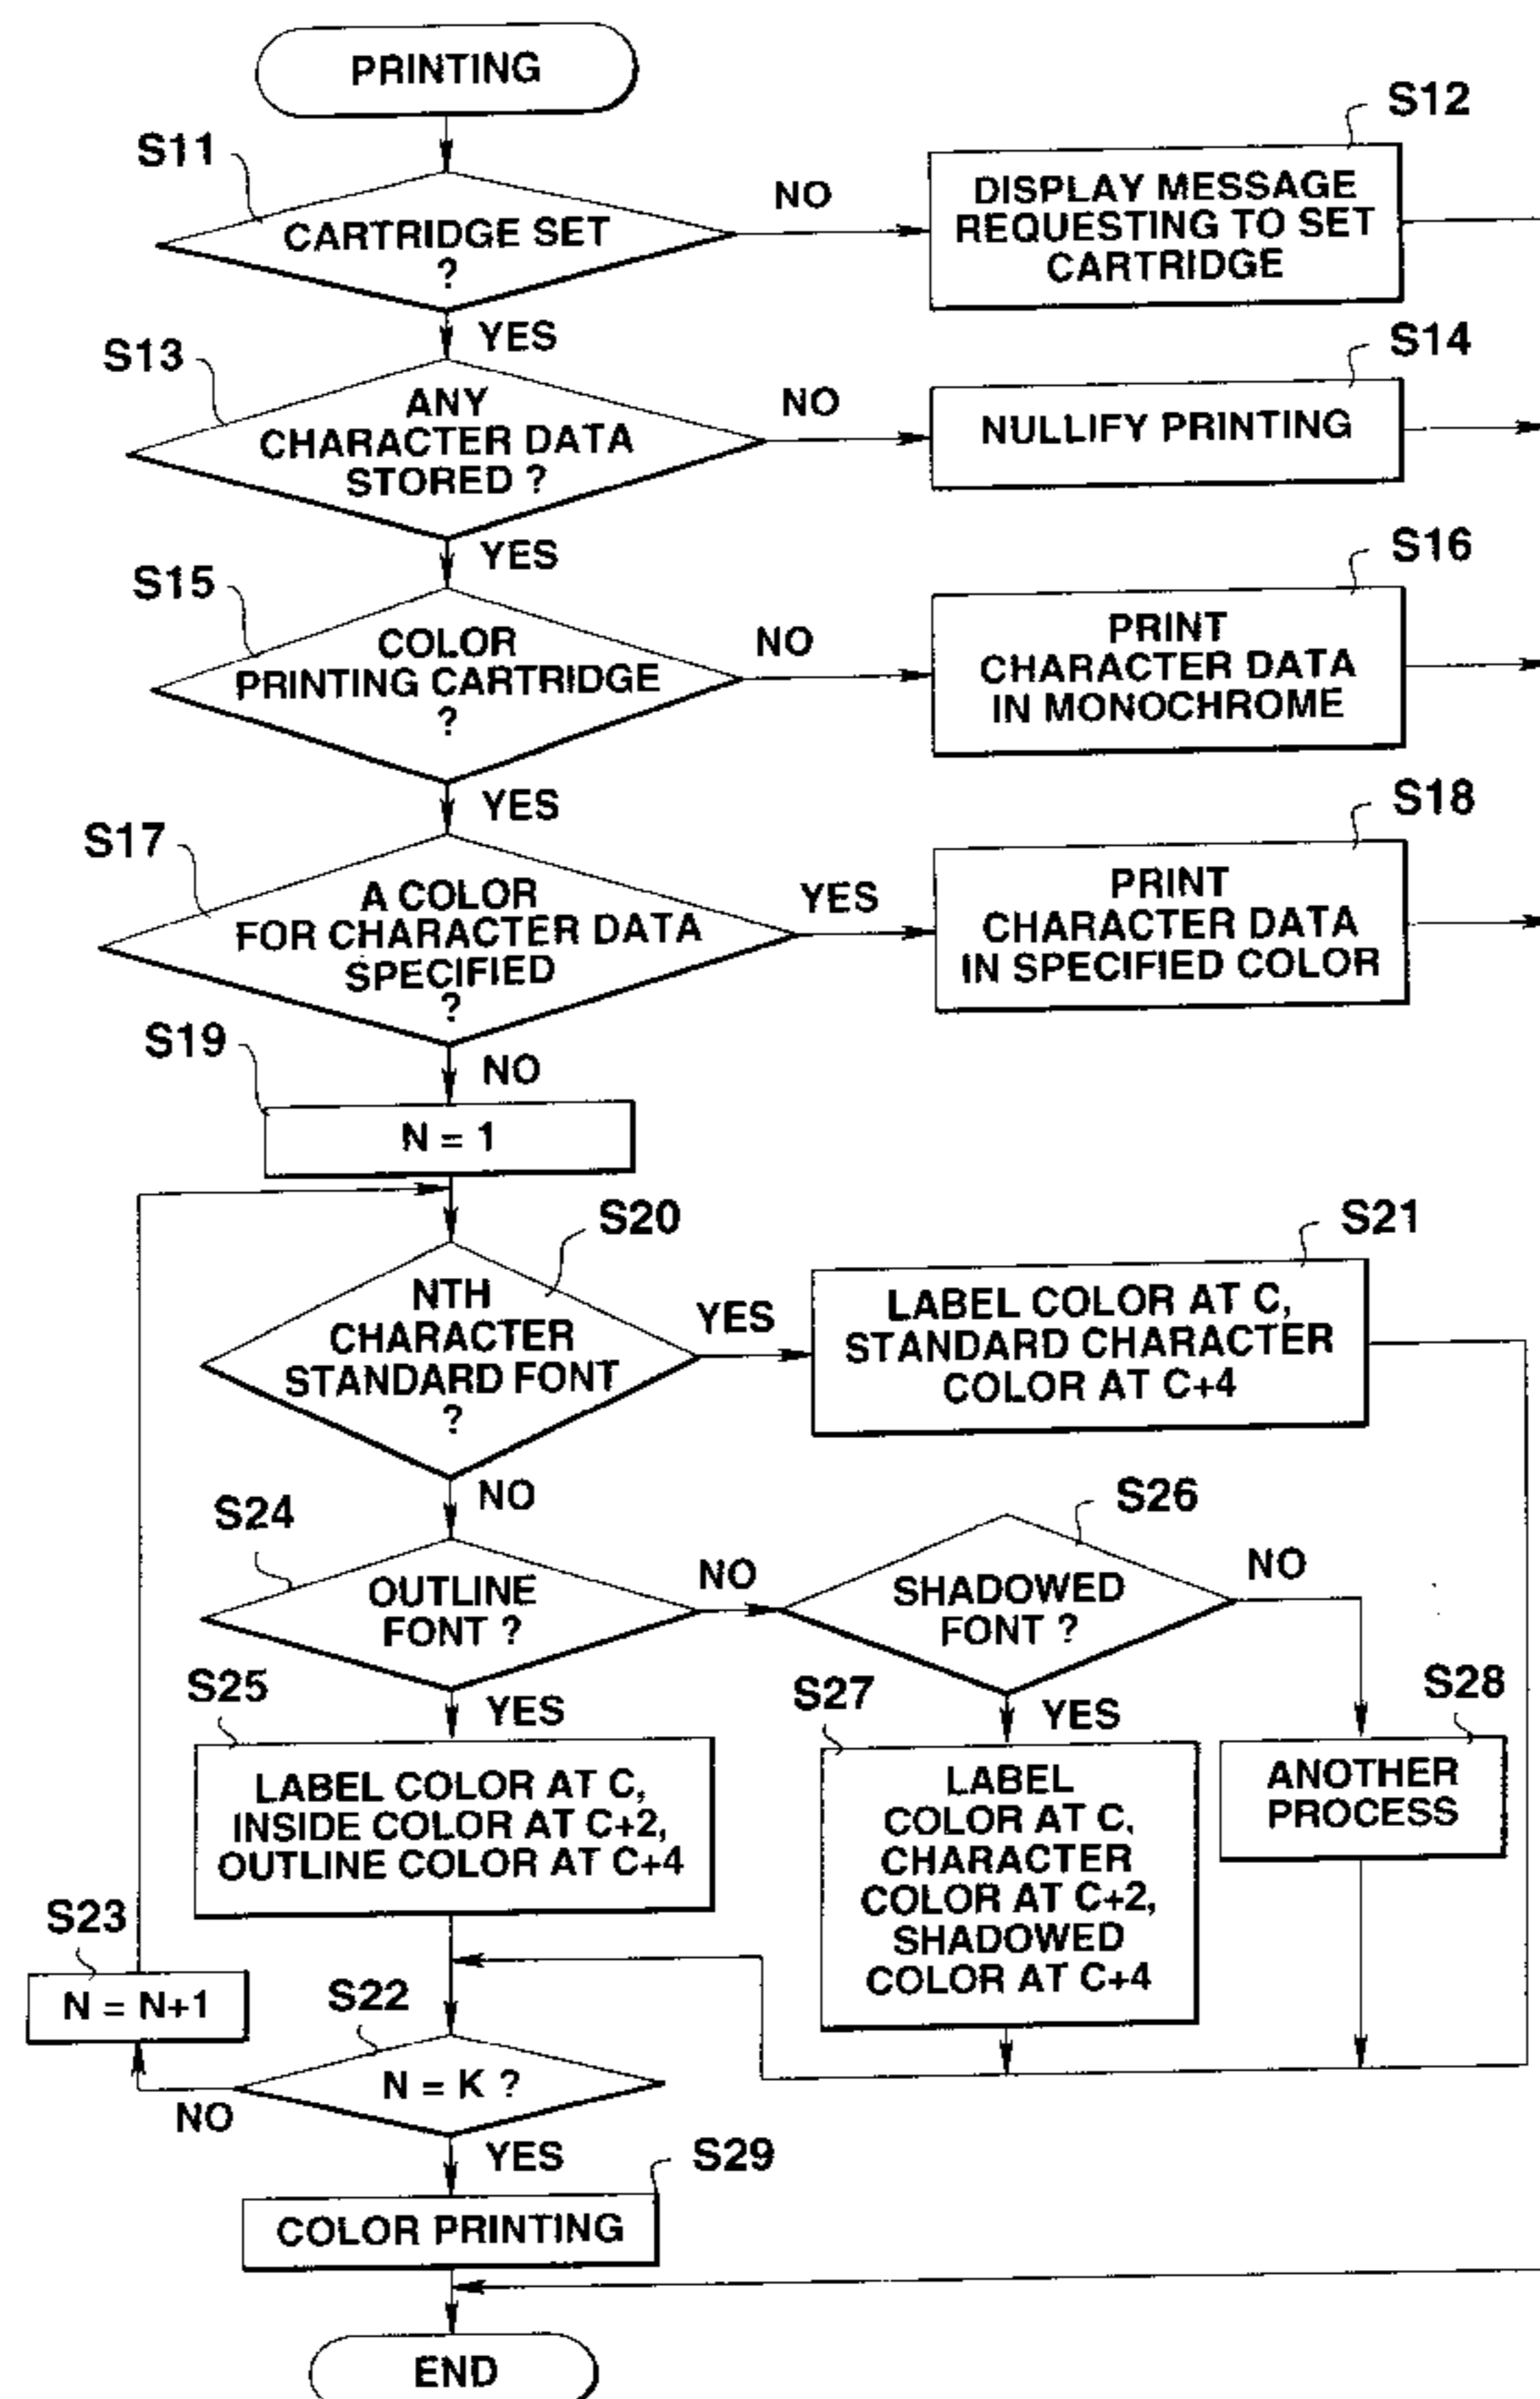 PRINTING
S11
CARTRIDGE SET
?
NO
S12
DISPLAY MESSAGE
REQUESTING TO SET
CARTRIDGE
YES
S13
ANY
CHARACTER DATA
STORED ?
NO
S14
NULLIFY PRINTING
YES
S15
COLOR
PRINTING CARTRIDGE
?
NO
S16
PRINT
CHARACTER DATA
IN MONOCHROME
YES
S17
A COLOR
FOR CHARACTER DATA
SPECIFIED
?
YES
S18
PRINT
CHARACTER DATA
IN SPECIFIED COLOR
NO
S19
N = 1
S20
NTH
CHARACTER
STANDARD FONT
?
YES
S21
LABEL COLOR AT C,
STANDARD CHARACTER
COLOR AT C+4
NO
S24
OUTLINE
FONT ?
NO
S26
SHADOWED
FONT ?
NO
YES
S25
LABEL COLOR AT C,
INSIDE COLOR AT C+2,
OUTLINE COLOR AT C+4
YES
S27
LABEL
COLOR AT C,
CHARACTER
COLOR AT C+2,
SHADOWED
COLOR AT C+4
S28
ANOTHER
PROCESS
S23
N = N+1
S22
N = K ?
NO
YES
S29
COLOR PRINTING
END